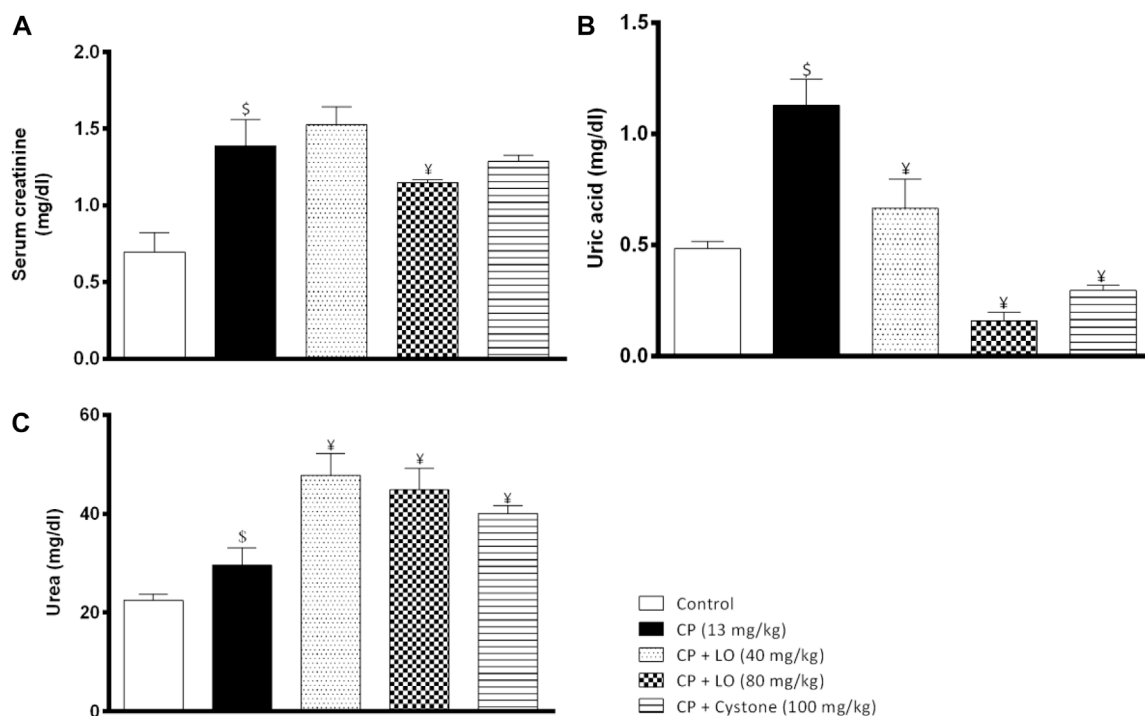 A
Serum creatinine
(mg/dl)
2.0
1.5
1.0
0.5
0.0
$
¥
B
Uric acid (mg/dl)
1.5
1.0
0.5
0.0
$
¥
¥
¥
C
Urea (mg/dl)
60
40
20
0
$
¥
¥
¥
Control
CP (13 mg/kg)
CP + LO (40 mg/kg)
CP + LO (80 mg/kg)
CP + Cystone (100 mg/kg)